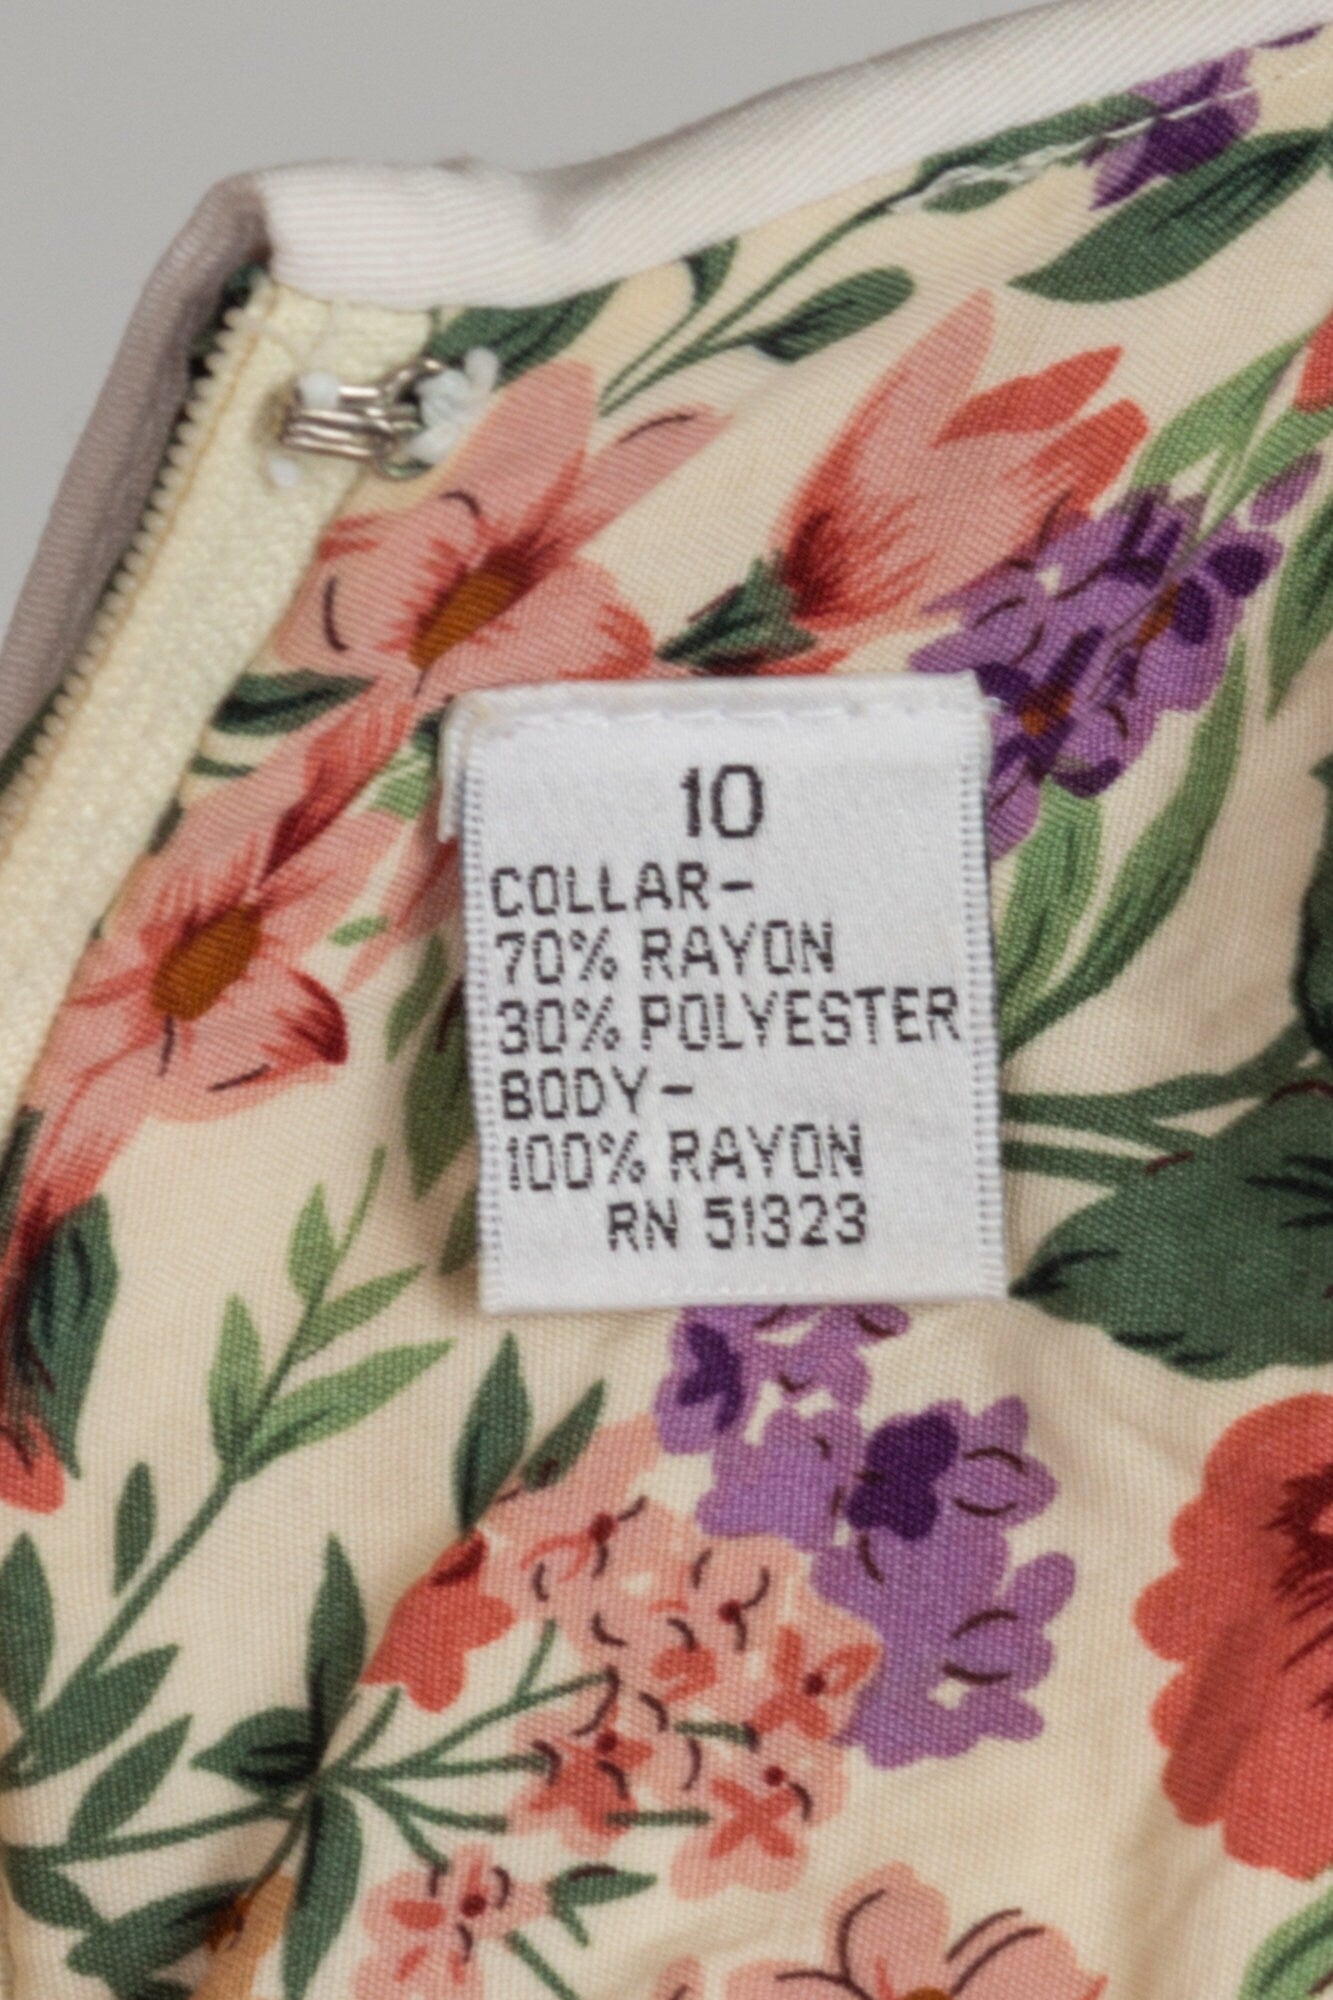 10
COLLAR-
70% RAYON
30% POLYESTER
BODY-
100% RAYON
RN 51323